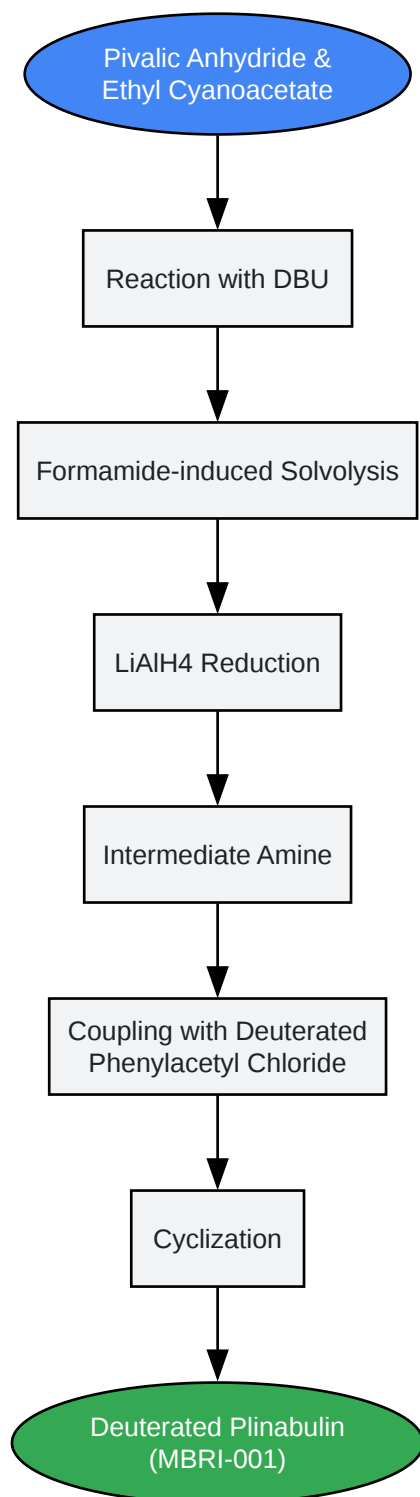 Pivalic Anhydride &
Ethyl Cyanoacetate
Reaction with DBU
Formamide-induced Solvolysis
LiAlH4 Reduction
Intermediate Amine
Coupling with Deuterated
Phenylacetyl Chloride
Cyclization
Deuterated Plinabulin
(MBRI-001)